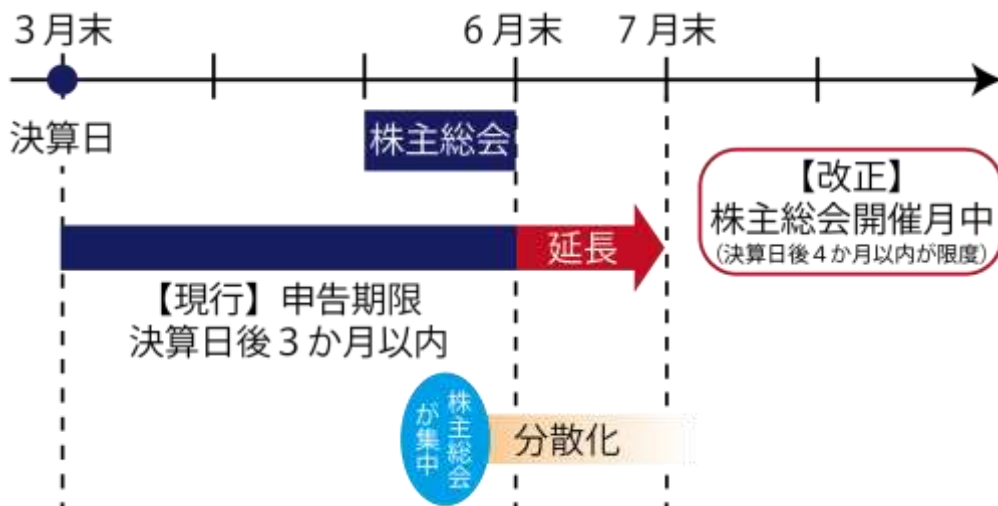 3月末
6月末
7月末
決算日
株主総会
【改正】
株主総会開催月中
(決算日後4か月以内が限度)
延長
【現行】申告期限
決算日後3か月以内
株主総会
が集中
分散化